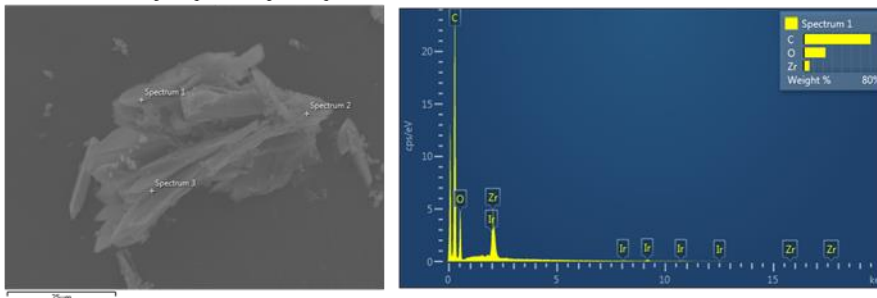 Spectrum 1
Spectrum 2
Spectrum 3
25µm
Spectrum 1
C
O
Zr
Weight % 80%
cps/eV
20
15
10
5
0
C
O
Zr
Ir
Ir
Ir
Ir
Ir
Zr
Zr
0
5
10
15